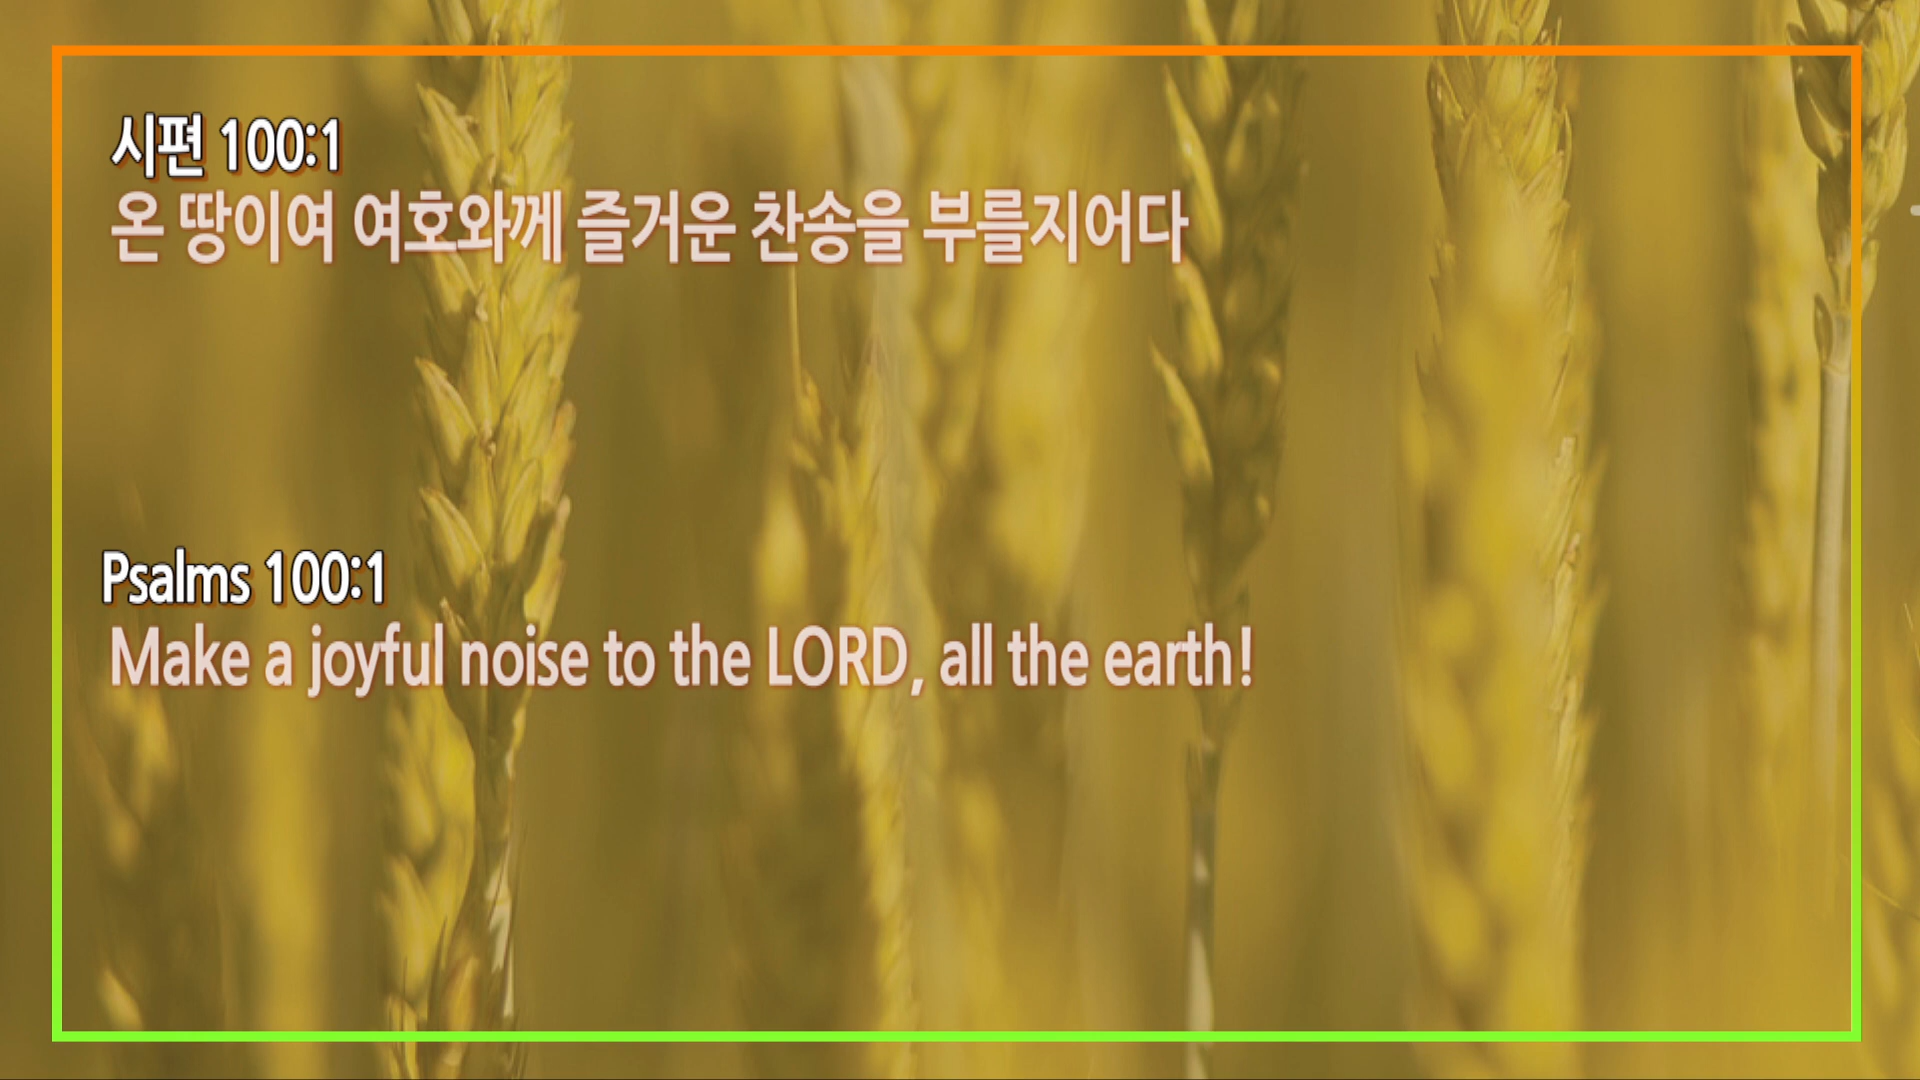 시편 100:1
온 땅이여 여호와께 즐거운 찬송을 부를지어다
Psalms 100:1
Make a joyful noise to the LORD, all the earth!